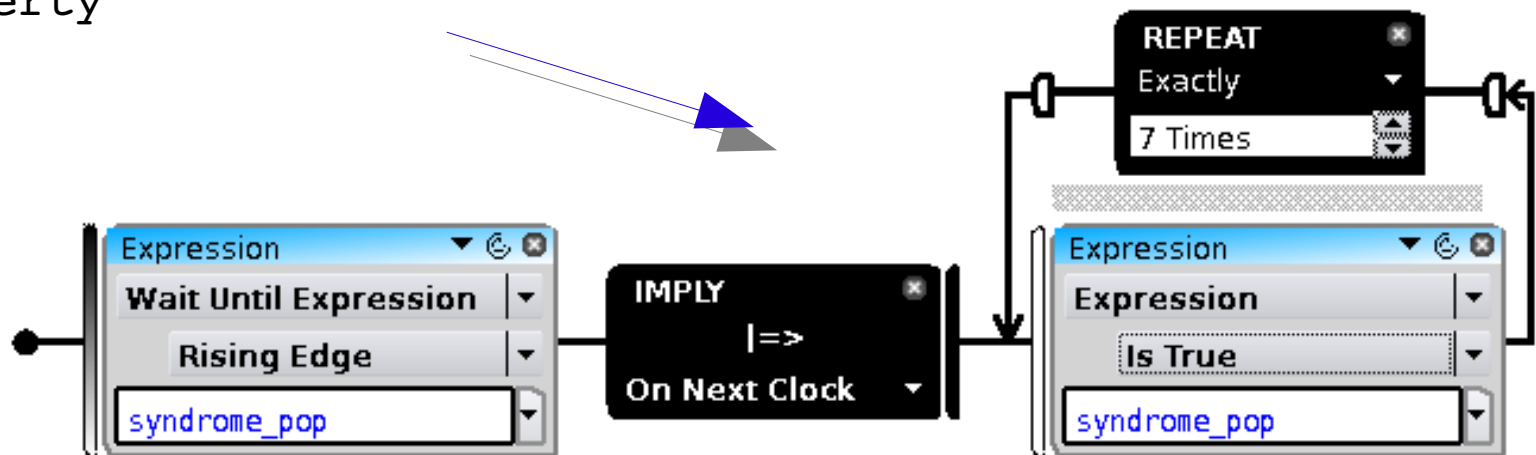 erty
REPEAT
Exactly
7 Times
Expression
Wait Until Expression
Rising Edge
syndrome_pop
IMPLY
|=>
On Next Clock
Expression
Expression
Is True
syndrome_pop